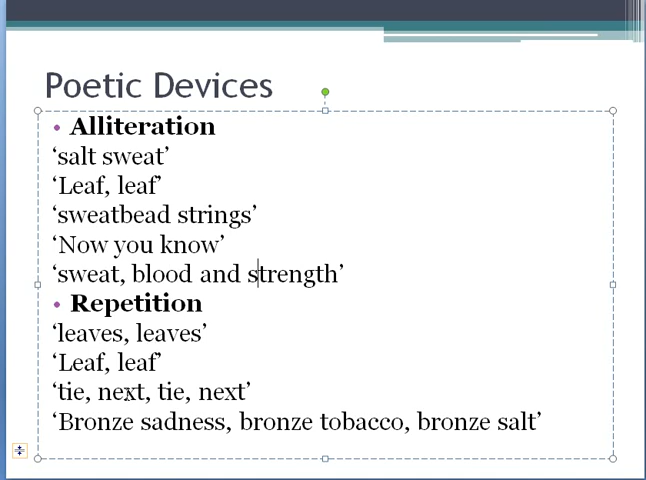 Poetic Devices
• Alliteration
‘salt sweat’
‘Leaf, leaf’
‘sweatbead strings’
‘Now you know’
‘sweat, blood and strength’
• Repetition
‘leaves, leaves’
‘Leaf, leaf’
‘tie, next, tie, next’
‘Bronze sadness, bronze tobacco, bronze salt’